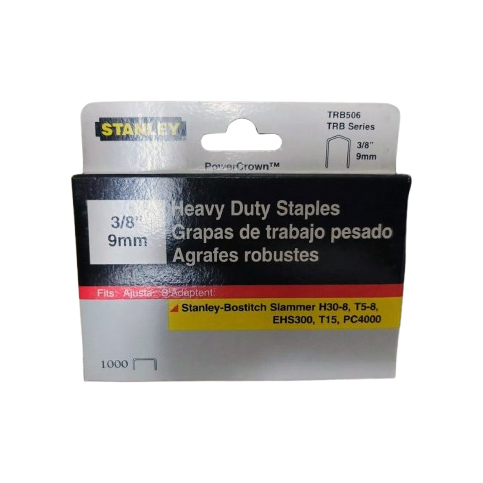 STANLEY
TRB506
TRB Series
3/8"
9mm
PowerCrown™
3/8"
9mm
Heavy Duty Staples
Grapas de trabajo pesado
Agrafes robustes
Fits: Ajusta: S'Adaptent:
Stanley-Bostitch Slammer H30-8, T5-8,
EHS300, T15, PC4000
1000